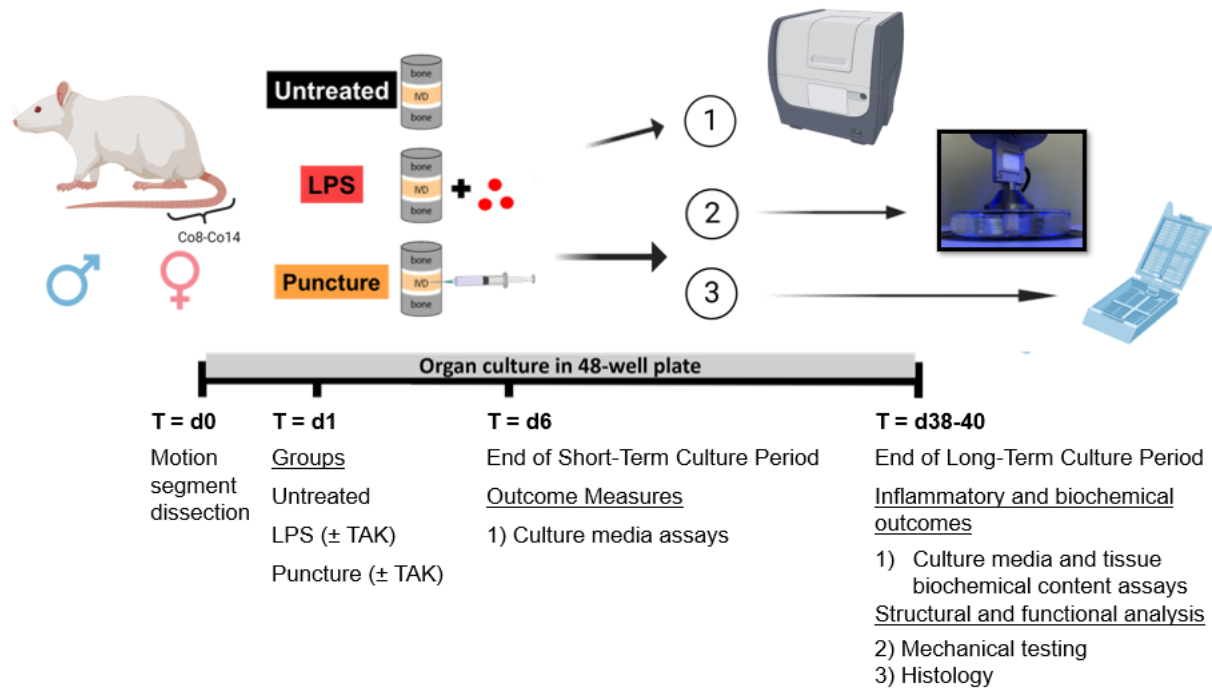 Untreated
bone
IVD
bone
LPS
bone
IVD
bone
+
Puncture
bone
IVD
bone
Co8-Co14
1
2
3
Organ culture in 48-well plate
T = d0
Motion
segment
dissection
T = d1
Groups
Untreated
LPS (± TAK)
Puncture (± TAK)
T = d6
End of Short-Term Culture Period
Outcome Measures
1) Culture media assays
T = d38-40
End of Long-Term Culture Period
Inflammatory and biochemical
outcomes
1) Culture media and tissue
biochemical content assays
Structural and functional analysis
2) Mechanical testing
3) Histology